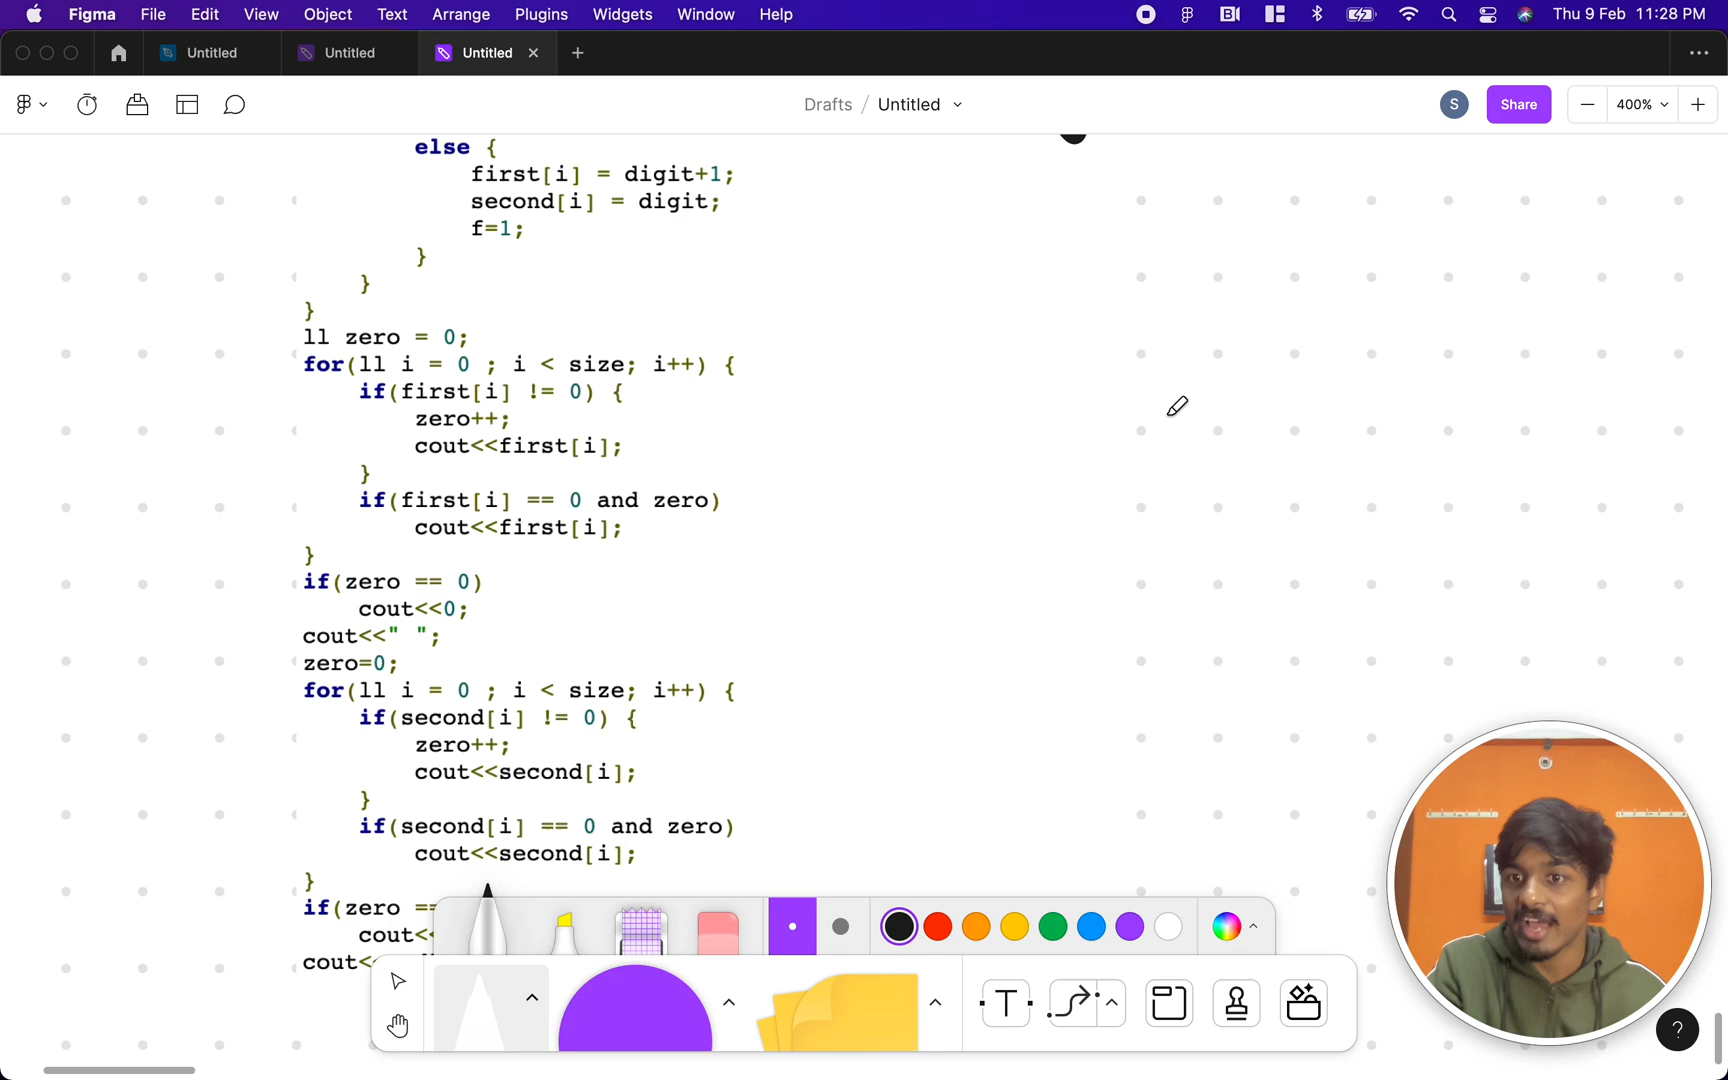 Figma File Edit View Object Text Arrange Plugins Widgets Window Help Thu 9 Feb 11:28 PM
Untitled Untitled Untitled
Drafts / Untitled S Share 400%
else {
first[i] = digit+1;
second[i] = digit;
f=1;
}
}
}
ll zero = 0;
for(ll i = 0 ; i < size; i++) {
if(first[i] != 0) {
zero++;
cout<<first[i];
}
if(first[i] == 0 and zero)
cout<<first[i];
}
if(zero == 0)
cout<<0;
cout<<" ";
zero=0;
for(ll i = 0 ; i < size; i++) {
if(second[i] != 0) {
zero++;
cout<<second[i];
}
if(second[i] == 0 and zero)
cout<<second[i];
}
if(zero ==
cout<
cout<
T
?